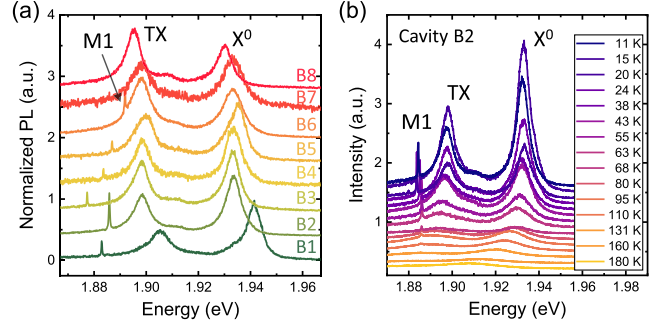 (a)
Normalized PL (a.u.)
4
3
2
1
0
M1
TX
X⁰
B8
B7
B6
B5
B4
B3
B2
B1
1.88
1.90
1.92
1.94
1.96
Energy (eV)
(b)
Intensity (a.u.)
4
3
2
1
Cavity B2
M1
TX
X⁰
11 K
15 K
20 K
24 K
38 K
43 K
55 K
63 K
68 K
80 K
95 K
110 K
131 K
160 K
180 K
1.88
1.90
1.92
1.94
1.96
Energy (eV)